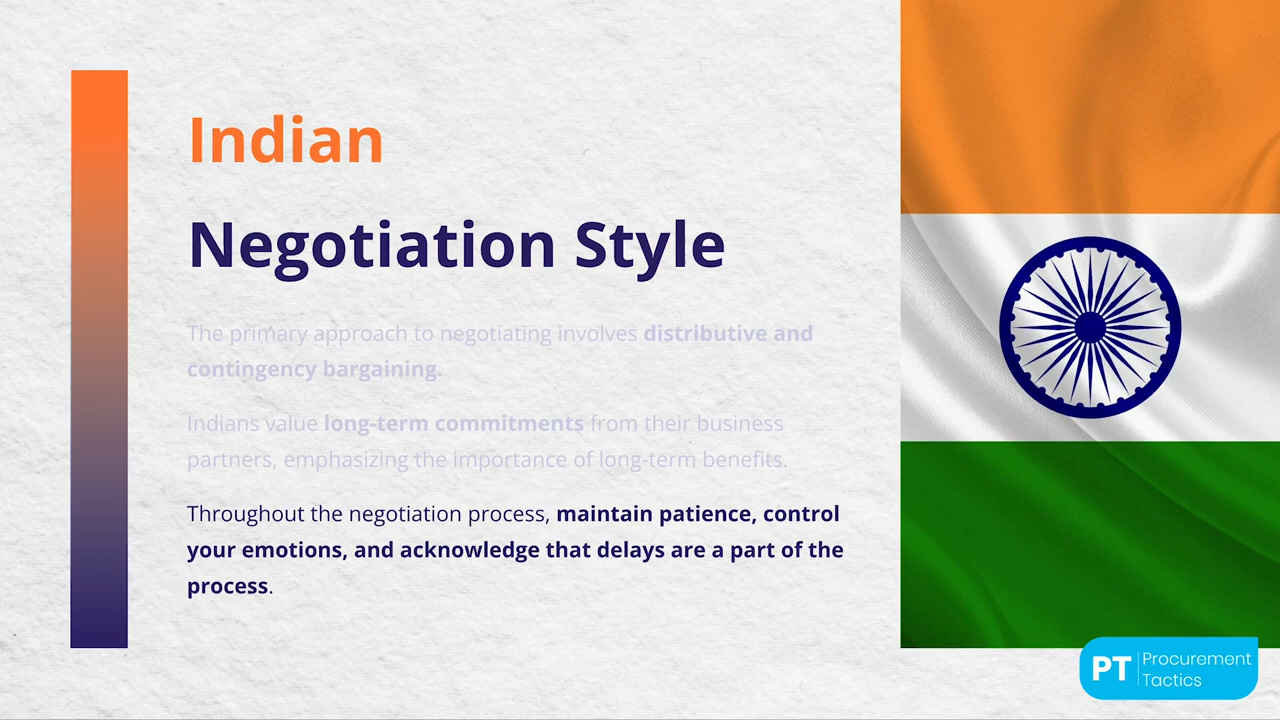 Indian
Negotiation Style
The primary approach to negotiating involves distributive and
contingency bargaining.
Indians value long-term commitments from their business
partners, emphasizing the importance of long-term benefits.
Throughout the negotiation process, maintain patience, control
your emotions, and acknowledge that delays are a part of the
process.
PT Procurement
Tactics